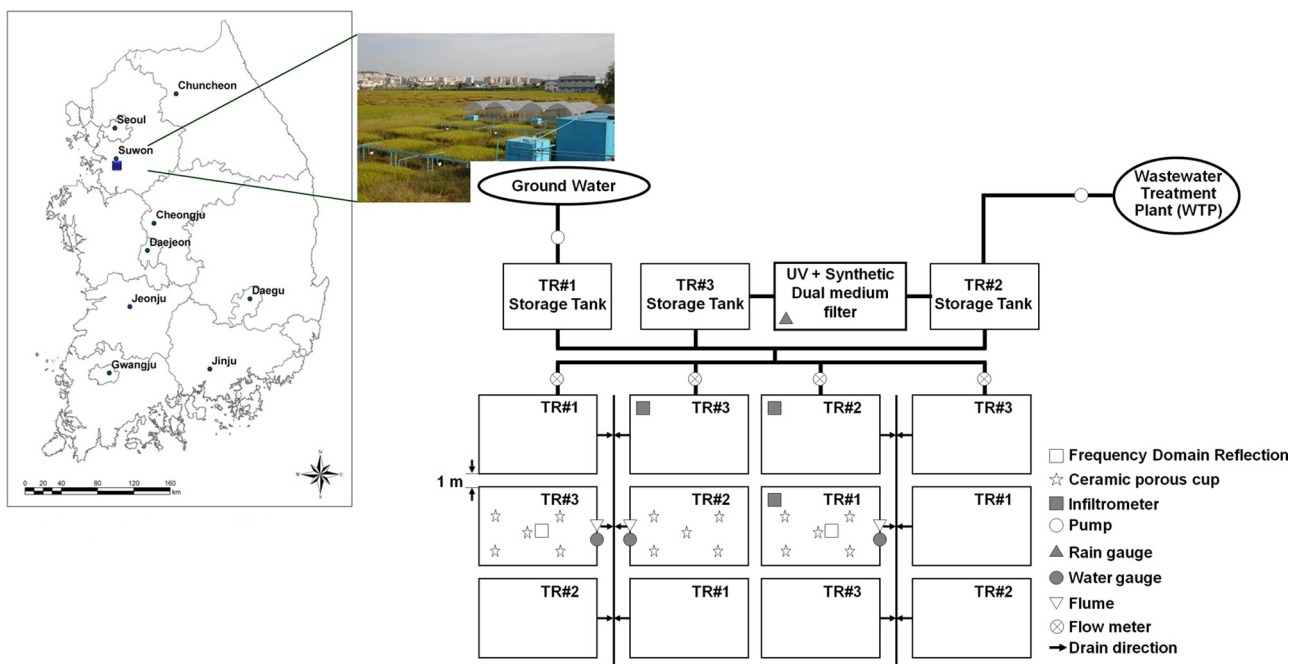 Chuncheon
Seoul
Suwon
Cheongju
Daejeon
Jeonju
Daegu
Gwangju
Jinju
N
W
E
S
0 20 40 80 120 160
km
Ground Water
Wastewater
Treatment
Plant (WTP)
TR#1
Storage Tank
TR#3
Storage Tank
UV + Synthetic
Dual medium
filter
TR#2
Storage Tank
TR#1
TR#3
TR#2
TR#3
1 m
TR#3
TR#2
TR#1
TR#1
TR#2
TR#1
TR#3
TR#2
Frequency Domain Reflection
Ceramic porous cup
Infiltrometer
Pump
Rain gauge
Water gauge
Flume
Flow meter
Drain direction